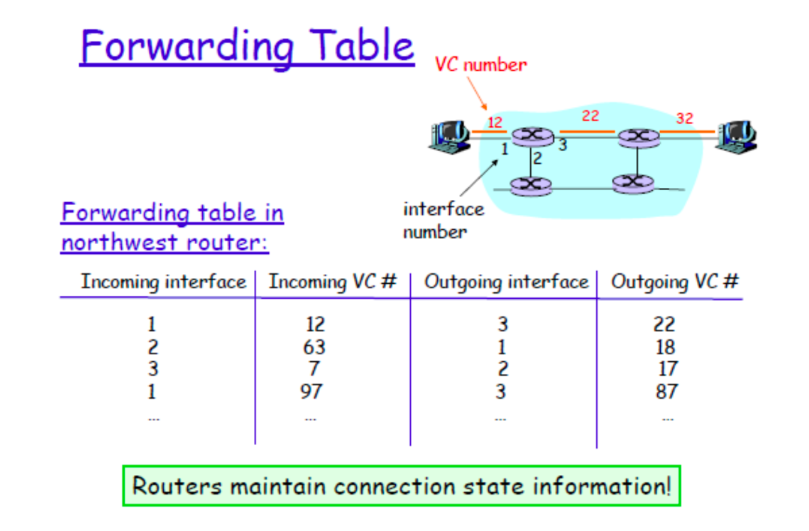 Forwarding Table
VC number
12
22
32
1
2
3
interface
number
Forwarding table in
northwest router:
Incoming interface Incoming VC # Outgoing interface Outgoing VC #
1 12 3 22
2 63 1 18
3 7 2 17
1 97 3 87
... ... ... ...
Routers maintain connection state information!